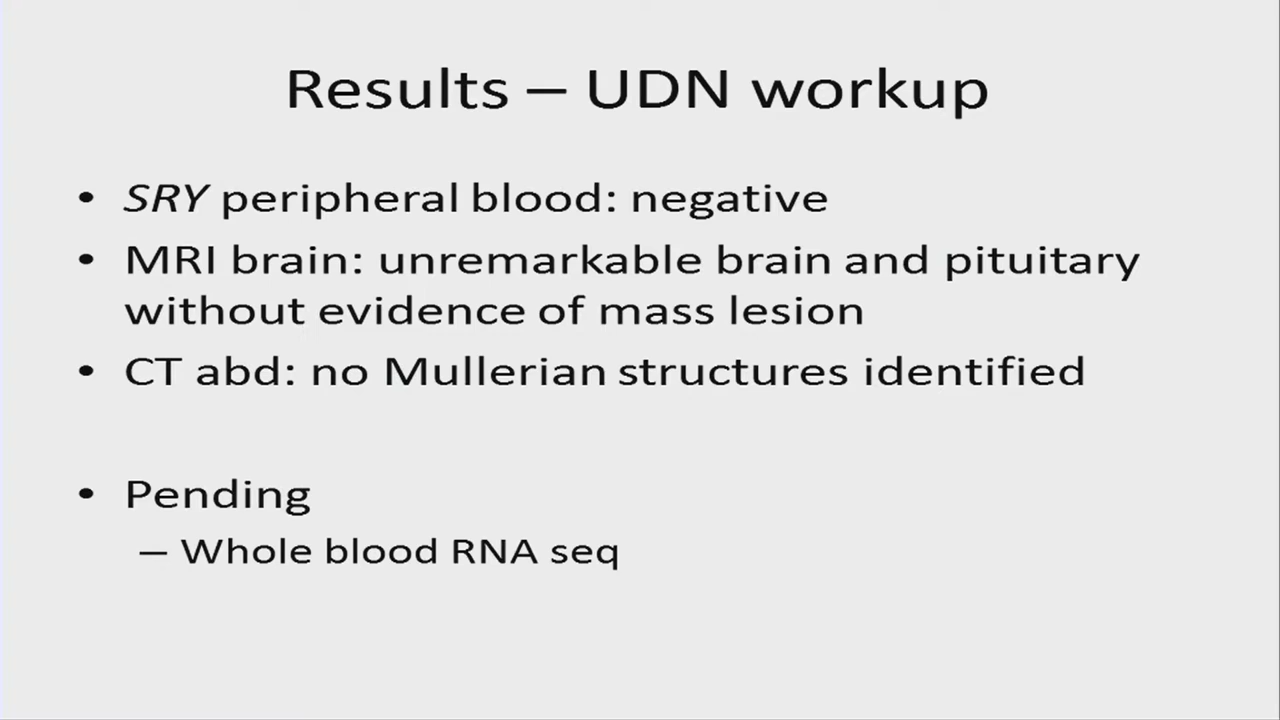 Results – UDN workup
• SRY peripheral blood: negative
• MRI brain: unremarkable brain and pituitary
without evidence of mass lesion
• CT abd: no Mullerian structures identified
• Pending
– Whole blood RNA seq